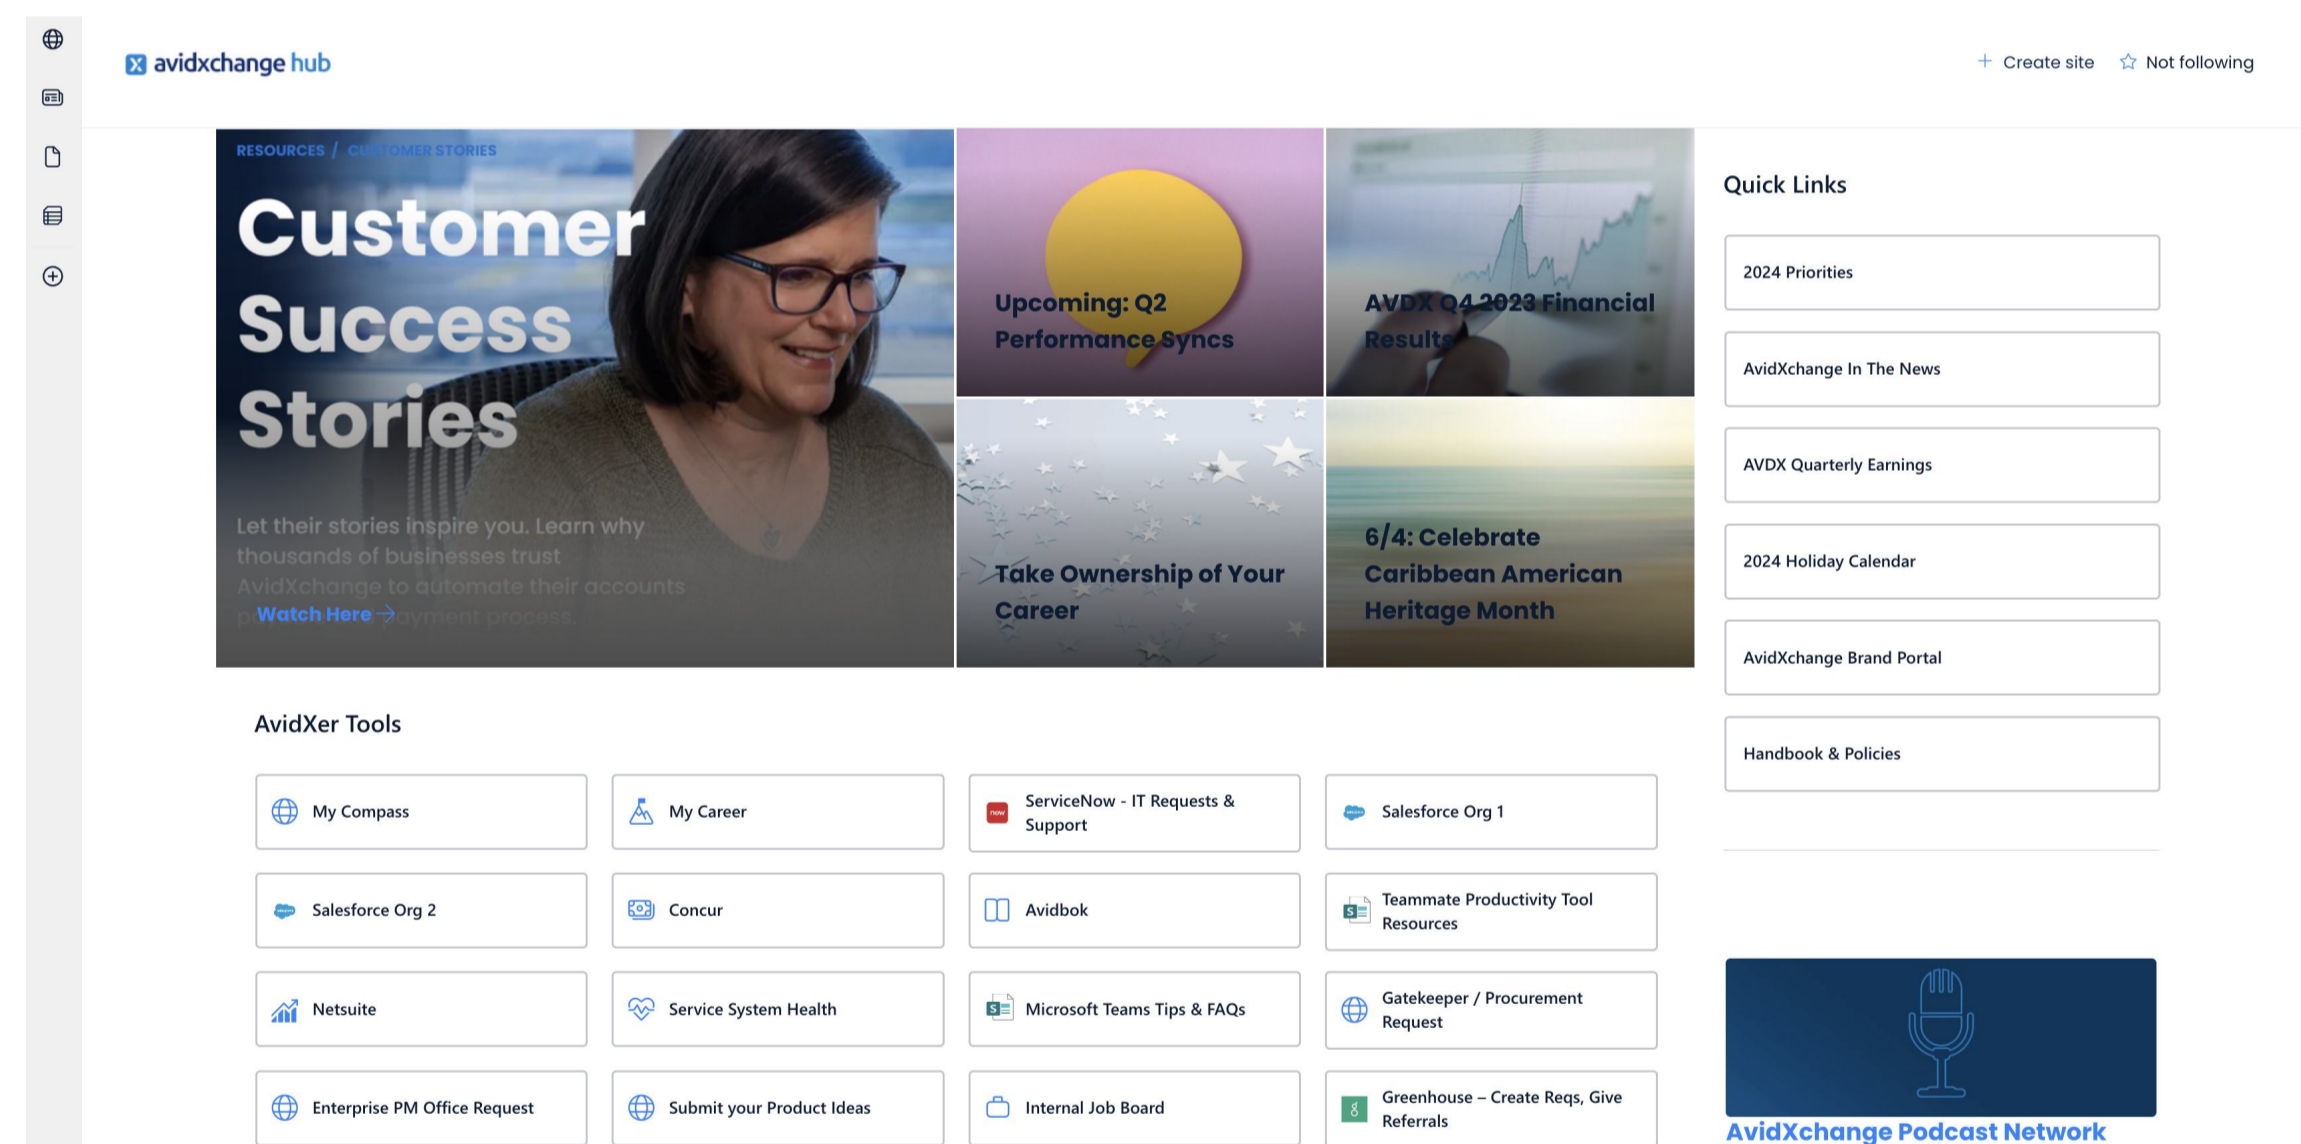 avidxchange hub
Create site
Not following
RESOURCES / CUSTOMER STORIES
Customer
Success
Stories
Let their stories inspire you. Learn why
thousands of businesses trust
AvidXchange to automate their accounts
payment process.
Watch Here
Upcoming: Q2
Performance Syncs
AVDX Q4 2023 Financial
Results
Take Ownership of Your
Career
6/4: Celebrate
Caribbean American
Heritage Month
Quick Links
2024 Priorities
AvidXchange In The News
AVDX Quarterly Earnings
2024 Holiday Calendar
AvidXchange Brand Portal
Handbook & Policies
AvidXer Tools
My Compass
My Career
now
ServiceNow - IT Requests &
Support
Salesforce Org 1
Salesforce Org 2
Concur
Avidbok
S
Teammate Productivity Tool
Resources
Netsuite
Service System Health
S
Microsoft Teams Tips & FAQs
Gatekeeper / Procurement
Request
Enterprise PM Office Request
Submit your Product Ideas
Internal Job Board
Greenhouse – Create Reqs, Give
Referrals
AvidXchange Podcast Network